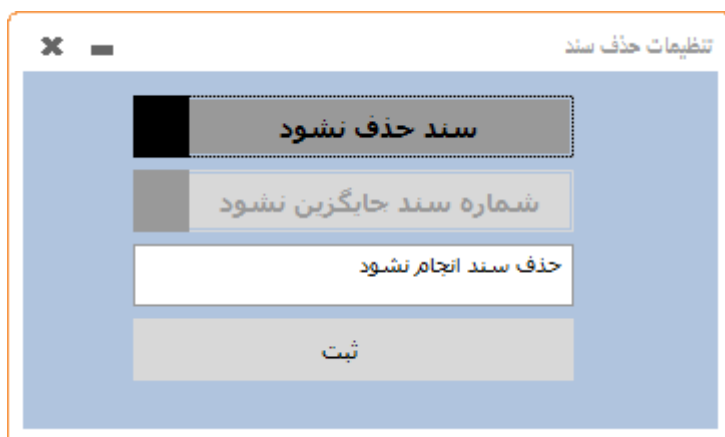 تنظیمات حذف سند
سند حذف نشود
شماره سند جایگزین نشود
حذف سند انجام نشود
ثبت